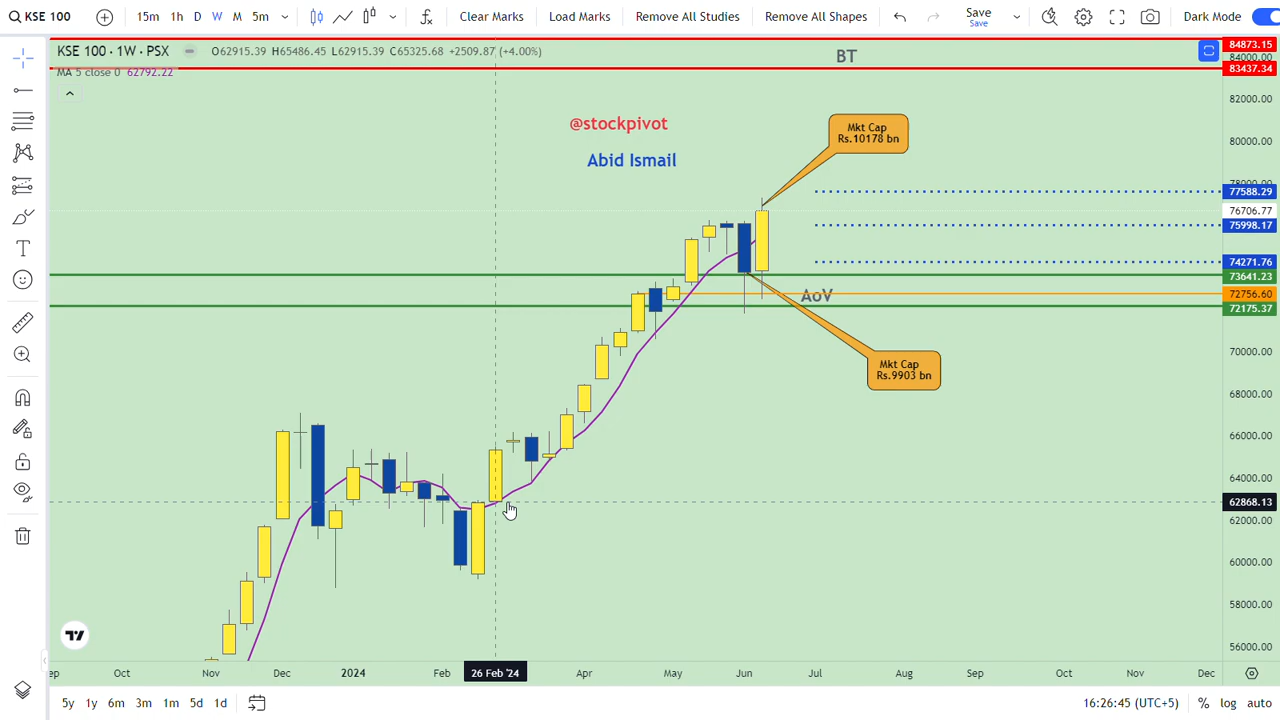 KSE 100 15m 1h D W M 5m Clear Marks Load Marks Remove All Studies Remove All Shapes Save Save Dark Mode
KSE 100 · 1W · PSX O62915.39 H65486.45 L62915.39 C65325.68 +2509.87 (+4.00%)
MA 5 close 0 62792.22
BT
84873.15
84000.00
83437.34
82000.00
@stockpivot
Mkt Cap
Rs.10178 bn
80000.00
Abid Ismail
78000.00
77588.29
76706.77
75998.17
74271.76
73641.23
AoV
72756.60
72175.37
70000.00
Mkt Cap
Rs.9903 bn
68000.00
66000.00
64000.00
62868.13
62000.00
60000.00
58000.00
56000.00
ep Oct Nov Dec 2024 Feb 26 Feb '24 Apr May Jun Jul Aug Sep Oct Nov Dec
5y 1y 6m 3m 1m 5d 1d 16:26:45 (UTC+5) % log auto